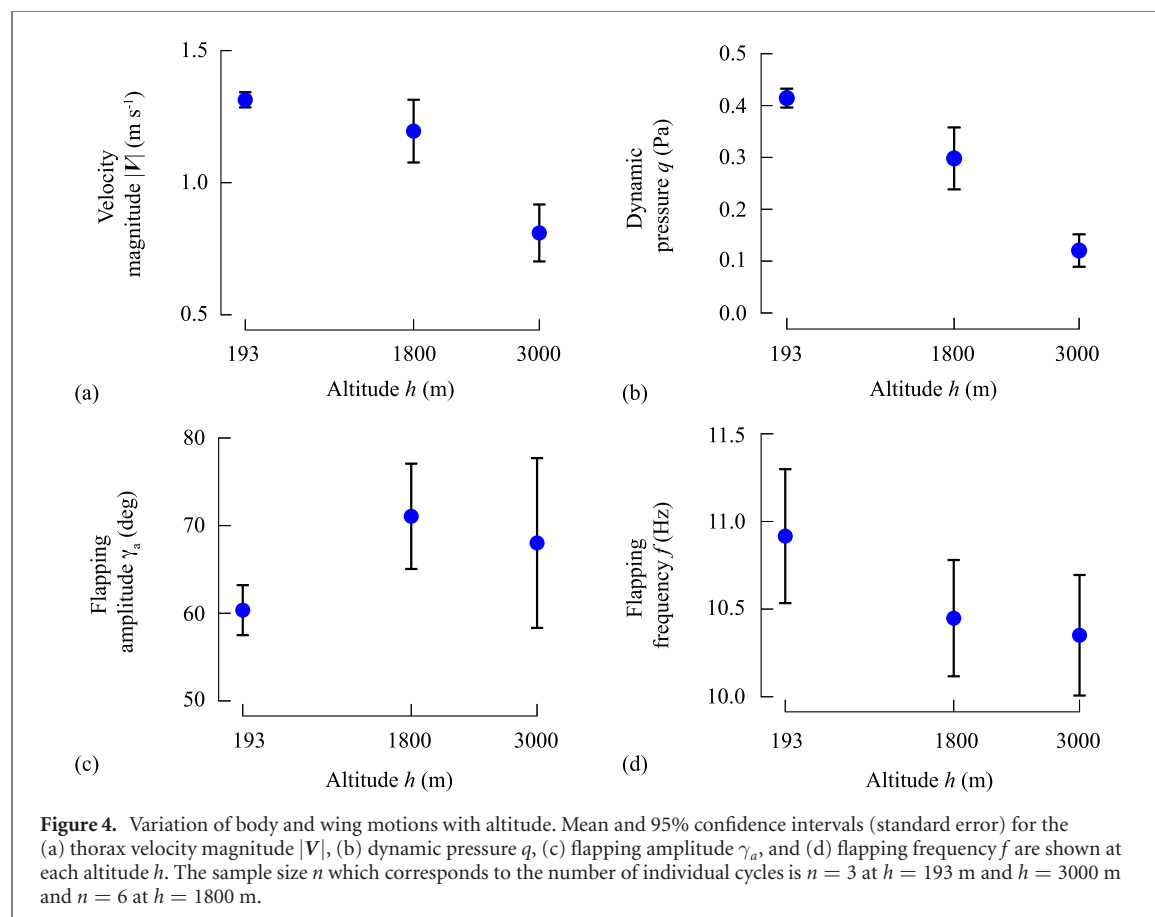 1.5
1.0
0.5
Velocity
magnitude |V| (m s⁻¹)
193 1800 3000
Altitude h (m)
(a)
0.5
0.4
0.3
0.2
0.1
0.0
Dynamic
pressure q (Pa)
193 1800 3000
Altitude h (m)
(b)
80
70
60
50
Flapping
amplitude γₐ (deg)
193 1800 3000
Altitude h (m)
(c)
11.5
11.0
10.5
10.0
Flapping
frequency f (Hz)
193 1800 3000
Altitude h (m)
(d)
Figure 4. Variation of body and wing motions with altitude. Mean and 95% confidence intervals (standard error) for the
(a) thorax velocity magnitude |V|, (b) dynamic pressure q, (c) flapping amplitude γₐ, and (d) flapping frequency f are shown at
each altitude h. The sample size n which corresponds to the number of individual cycles is n = 3 at h = 193 m and h = 3000 m
and n = 6 at h = 1800 m.